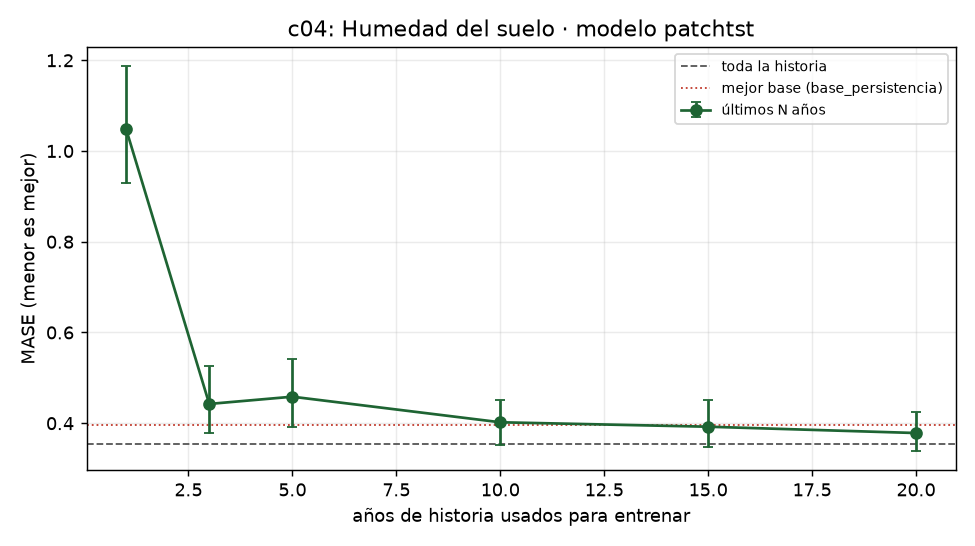 c04: Humedad del suelo · modelo patchtst
toda la historia
mejor base (base_persistencia)
últimos N años
MASE (menor es mejor)
1.2
1.0
0.8
0.6
0.4
2.5 5.0 7.5 10.0 12.5 15.0 17.5 20.0
años de historia usados para entrenar